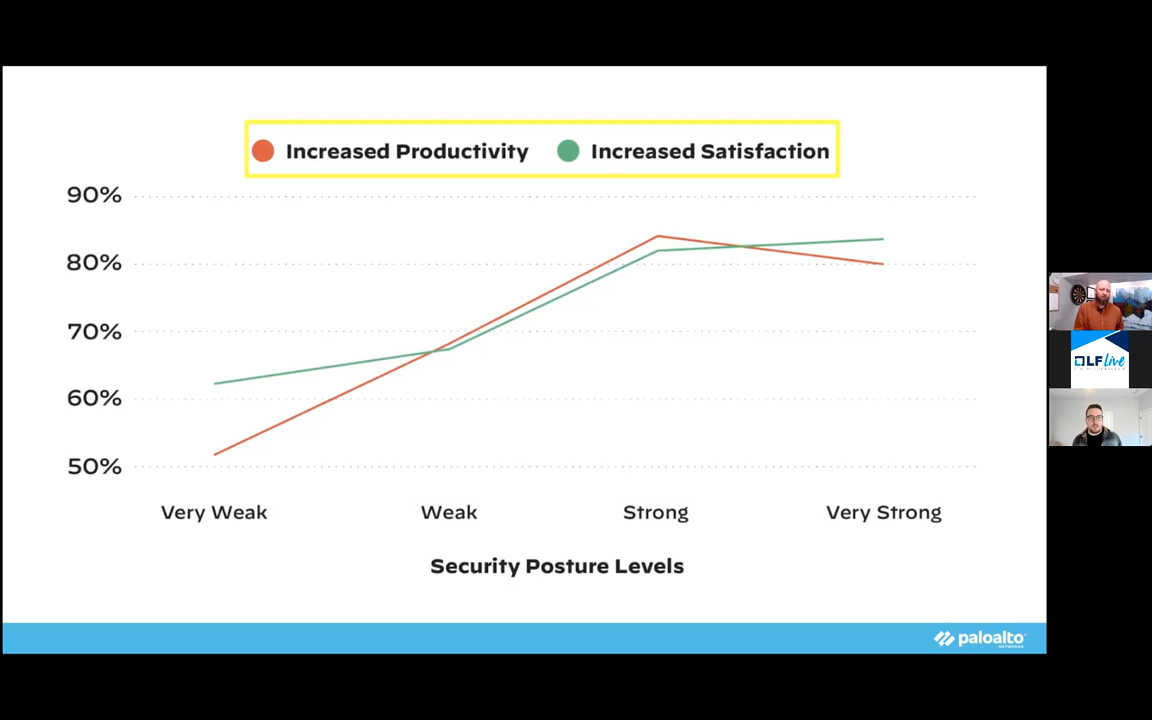 Increased Productivity Increased Satisfaction
90%
80%
70%
60%
50%
Very Weak Weak Strong Very Strong
Security Posture Levels
paloalto
NETWORKS
LF live